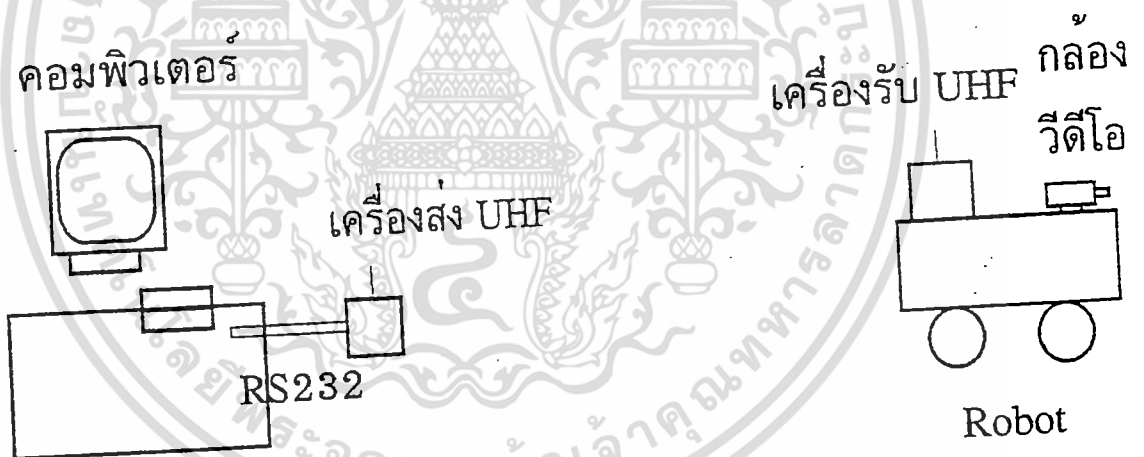 คอมพิวเตอร์
เครื่องส่ง UHF
RS232
เครื่องรับ UHF
กล้อง
วีดีโอ
Robot